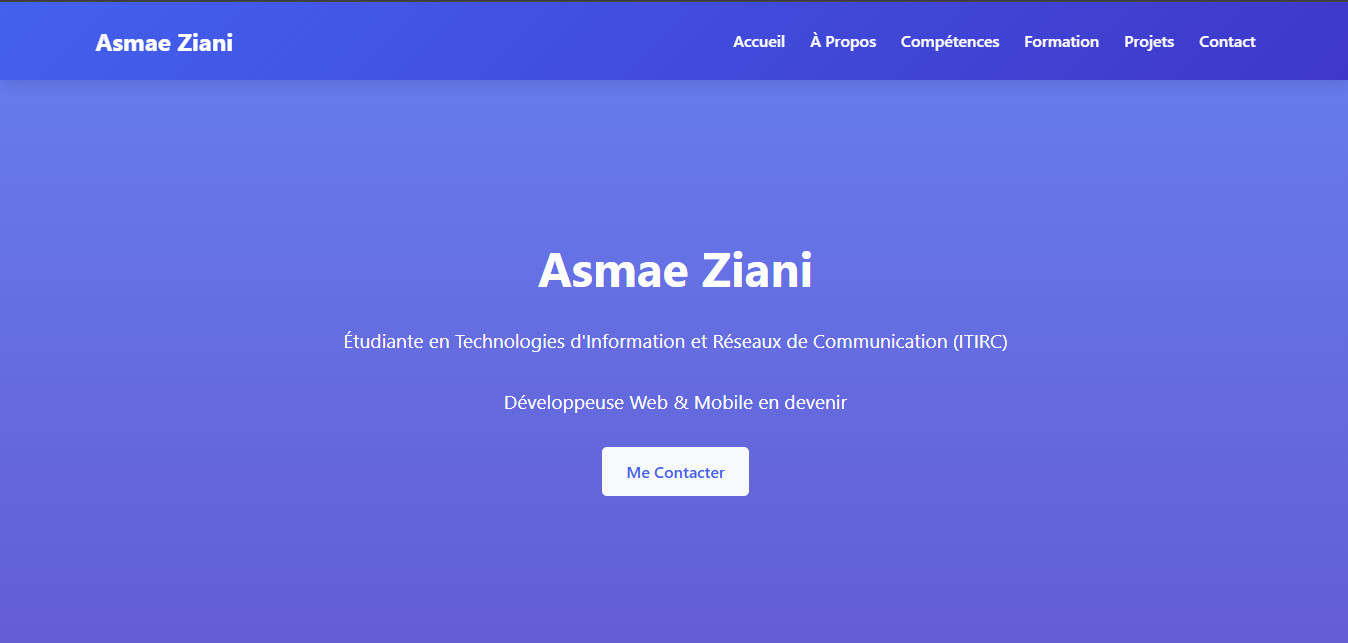 Asmae Ziani
Accueil À Propos Compétences Formation Projets Contact
Asmae Ziani
Étudiante en Technologies d'Information et Réseaux de Communication (ITIRC)
Développeuse Web & Mobile en devenir
Me Contacter